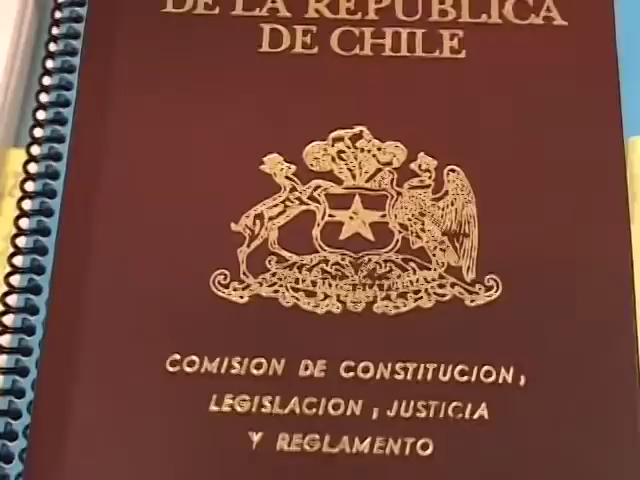 DE LA REPUBLICA
DE CHILE
COMISION DE CONSTITUCION,
LEGISLACION, JUSTICIA
Y REGLAMENTO